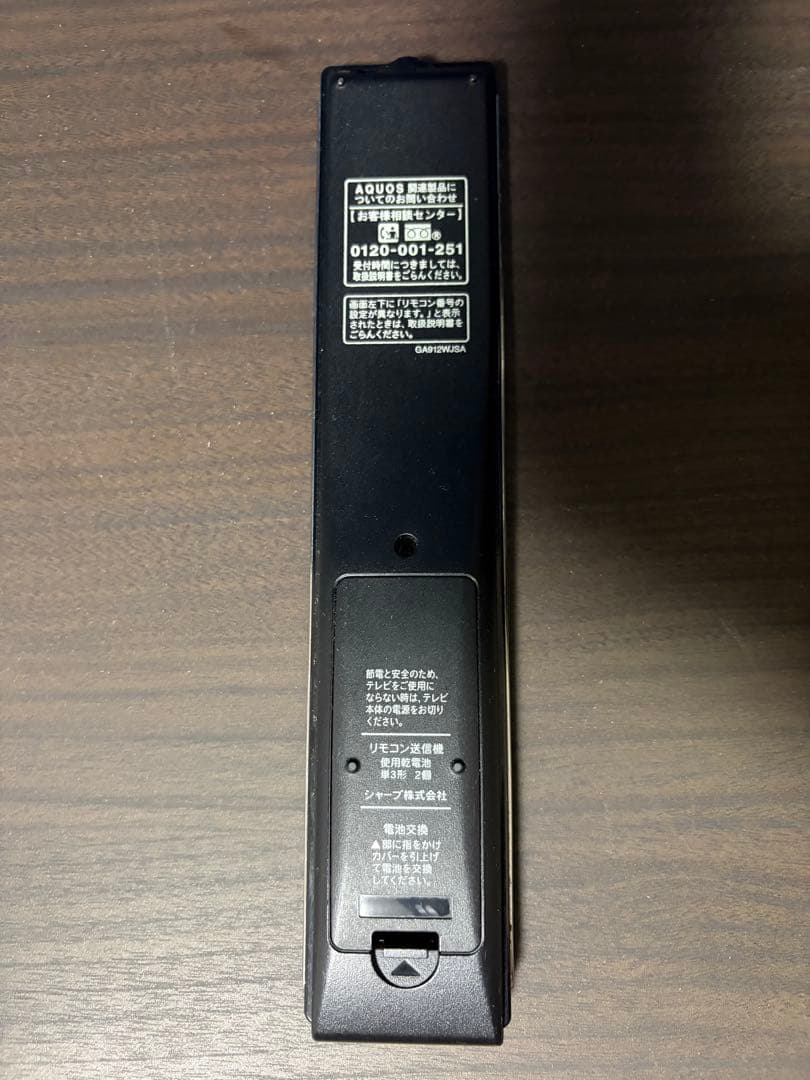 AQUOS 関連製品に
ついてのお問い合わせ
【お客様相談センター】
0120-001-251
受付時間につきましては、
取扱説明書をごらんください。
画面左下に「リモコン番号の
設定が異なります。」と表示
されたときは、取扱説明書を
ごらんください。
GA912WJSA
節電と安全のため、
テレビをご使用に
ならない時は、テレビ
本体の電源をお切り
ください。
リモコン送信機
使用乾電池
単3形 2個
シャープ株式会社
電池交換
▲部に指をかけ
カバーを引上げ
て電池を交換
してください。